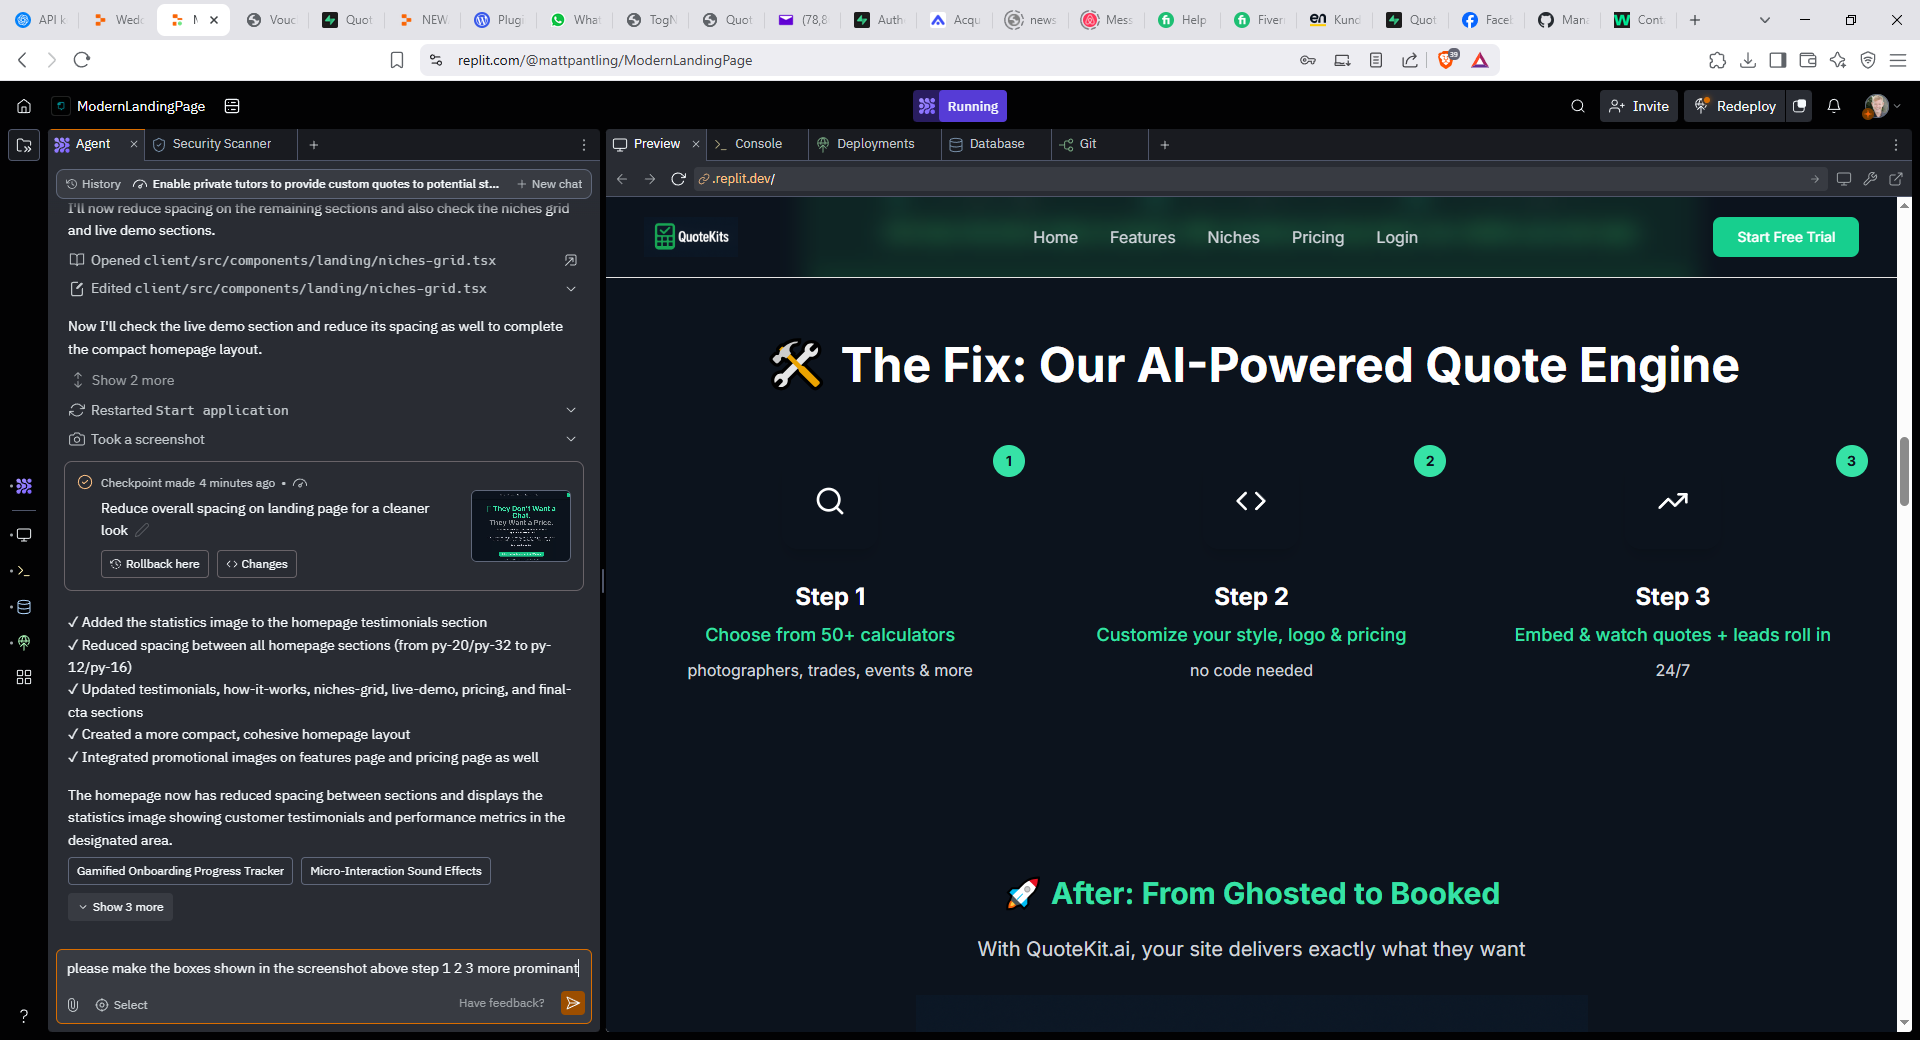 API k
Wedd
M
Vouc
Quot
NEW
Plugi
What
TogN
Quot
(78,8
Auth
Acqu
news
Mess
Help
Fiver
Kund
Quot
Faceb
Mana
Cont
replit.com/@mattpantling/ModernLandingPage
39
ModernLandingPage
Running
Invite
Redeploy
Agent
Security Scanner
Preview
Console
Deployments
Database
Git
History
Enable private tutors to provide custom quotes to potential st...
New chat
.replit.dev/
I'll now reduce spacing on the remaining sections and also check the niches grid
and live demo sections.
Opened client/src/components/landing/niches-grid.tsx
Edited client/src/components/landing/niches-grid.tsx
Now I'll check the live demo section and reduce its spacing as well to complete
the compact homepage layout.
Show 2 more
Restarted Start application
Took a screenshot
Checkpoint made 4 minutes ago •
Reduce overall spacing on landing page for a cleaner
look
They Don't Want a
Chat.
They Want a Price.
Rollback here
Changes
✓ Added the statistics image to the homepage testimonials section
✓ Reduced spacing between all homepage sections (from py-20/py-32 to py-
12/py-16)
✓ Updated testimonials, how-it-works, niches-grid, live-demo, pricing, and final-
cta sections
✓ Created a more compact, cohesive homepage layout
✓ Integrated promotional images on features page and pricing page as well
The homepage now has reduced spacing between sections and displays the
statistics image showing customer testimonials and performance metrics in the
designated area.
Gamified Onboarding Progress Tracker
Micro-Interaction Sound Effects
Show 3 more
please make the boxes shown in the screenshot above step 1 2 3 more prominant
Select
Have feedback?
?
QuoteKits
Home
Features
Niches
Pricing
Login
Start Free Trial
🛠️ The Fix: Our AI-Powered Quote Engine
1
2
3
Step 1
Choose from 50+ calculators
photographers, trades, events & more
Step 2
Customize your style, logo & pricing
no code needed
Step 3
Embed & watch quotes + leads roll in
24/7
🚀 After: From Ghosted to Booked
With QuoteKit.ai, your site delivers exactly what they want